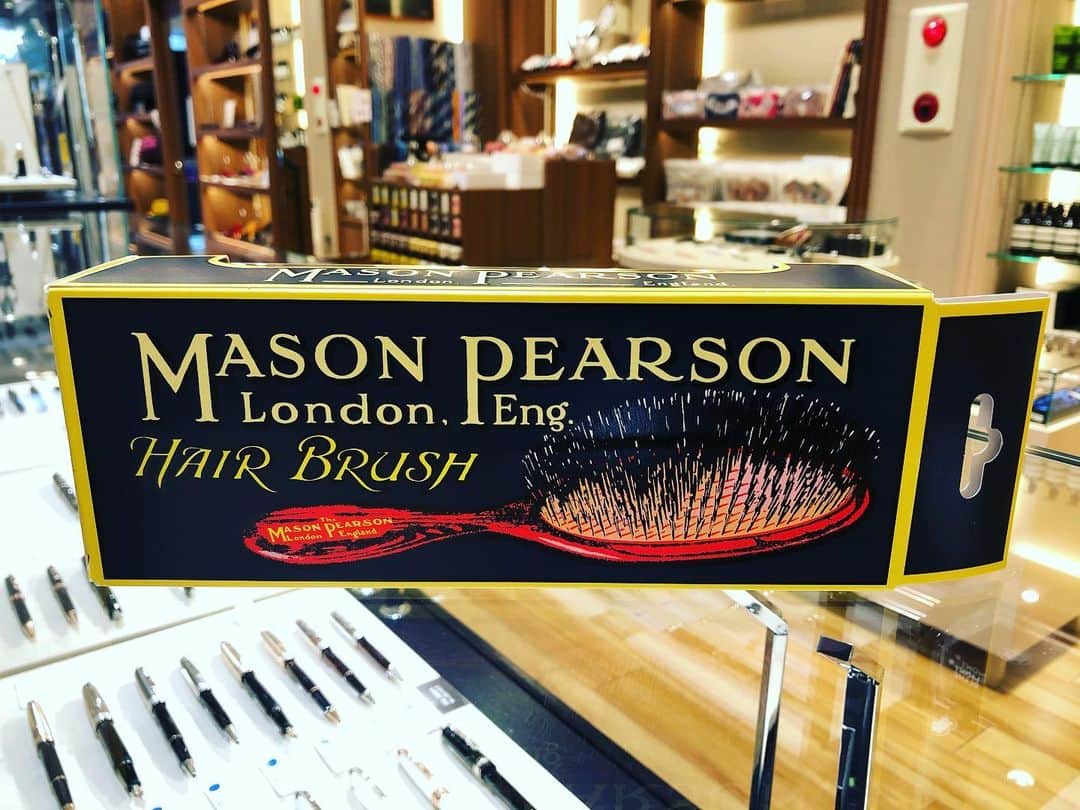 MASON PEARSON
London. England.
MASON PEARSON
London, Eng.
HAIR BRUSH
The
MASON PEARSON
London England